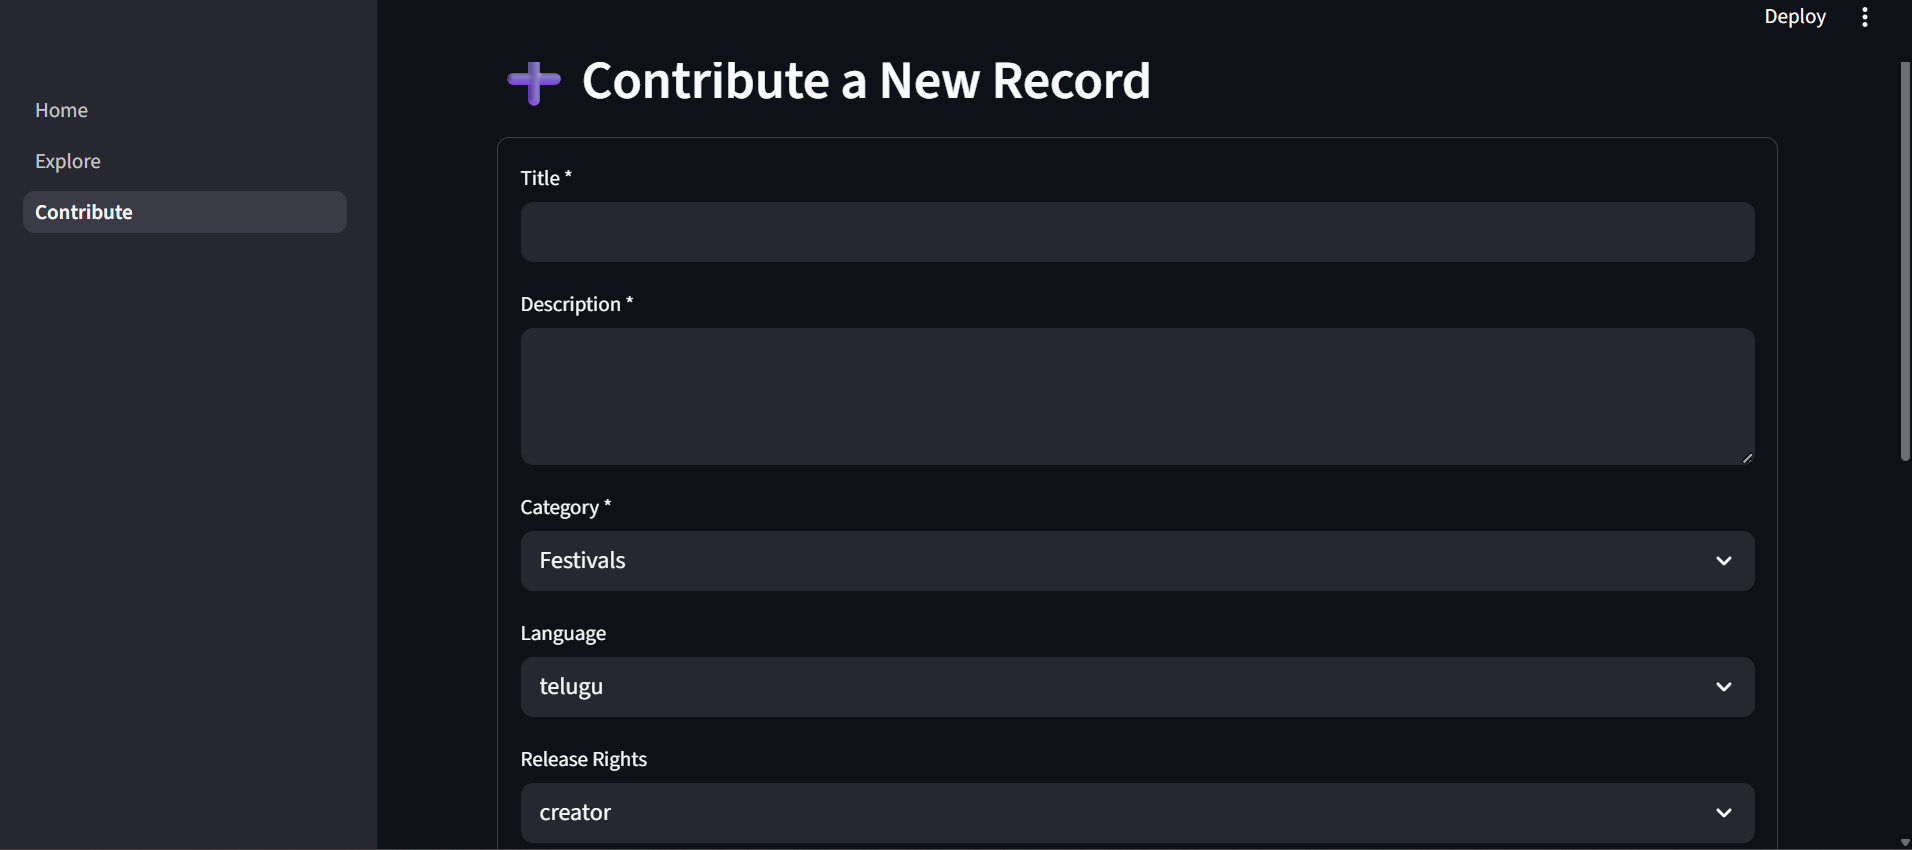 Deploy
Home
Explore
Contribute
Contribute a New Record
Title *
Description *
Category *
Festivals
Language
telugu
Release Rights
creator